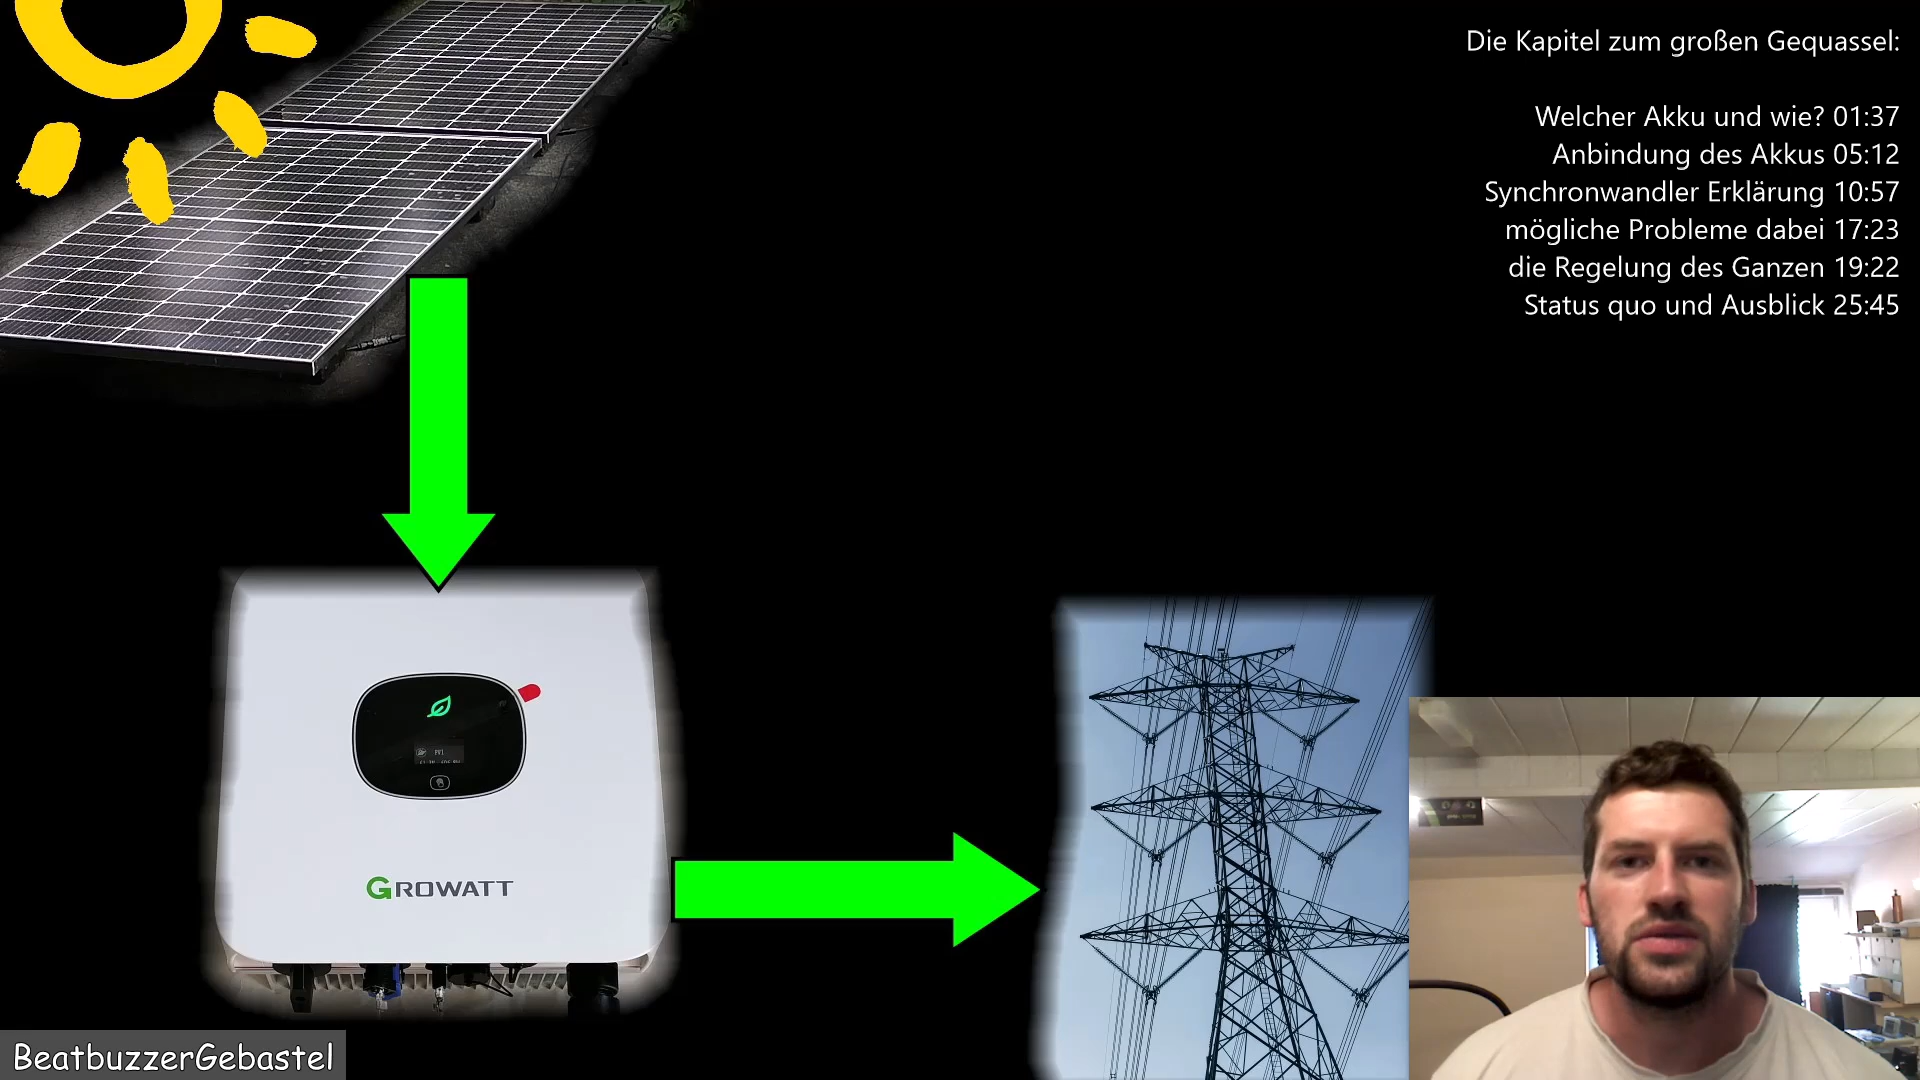 Die Kapitel zum großen Gequassel:
Welcher Akku und wie? 01:37
Anbindung des Akkus 05:12
Synchronwandler Erklärung 10:57
mögliche Probleme dabei 17:23
die Regelung des Ganzen 19:22
Status quo und Ausblick 25:45
GROWATT
BeatbuzzerGebastel